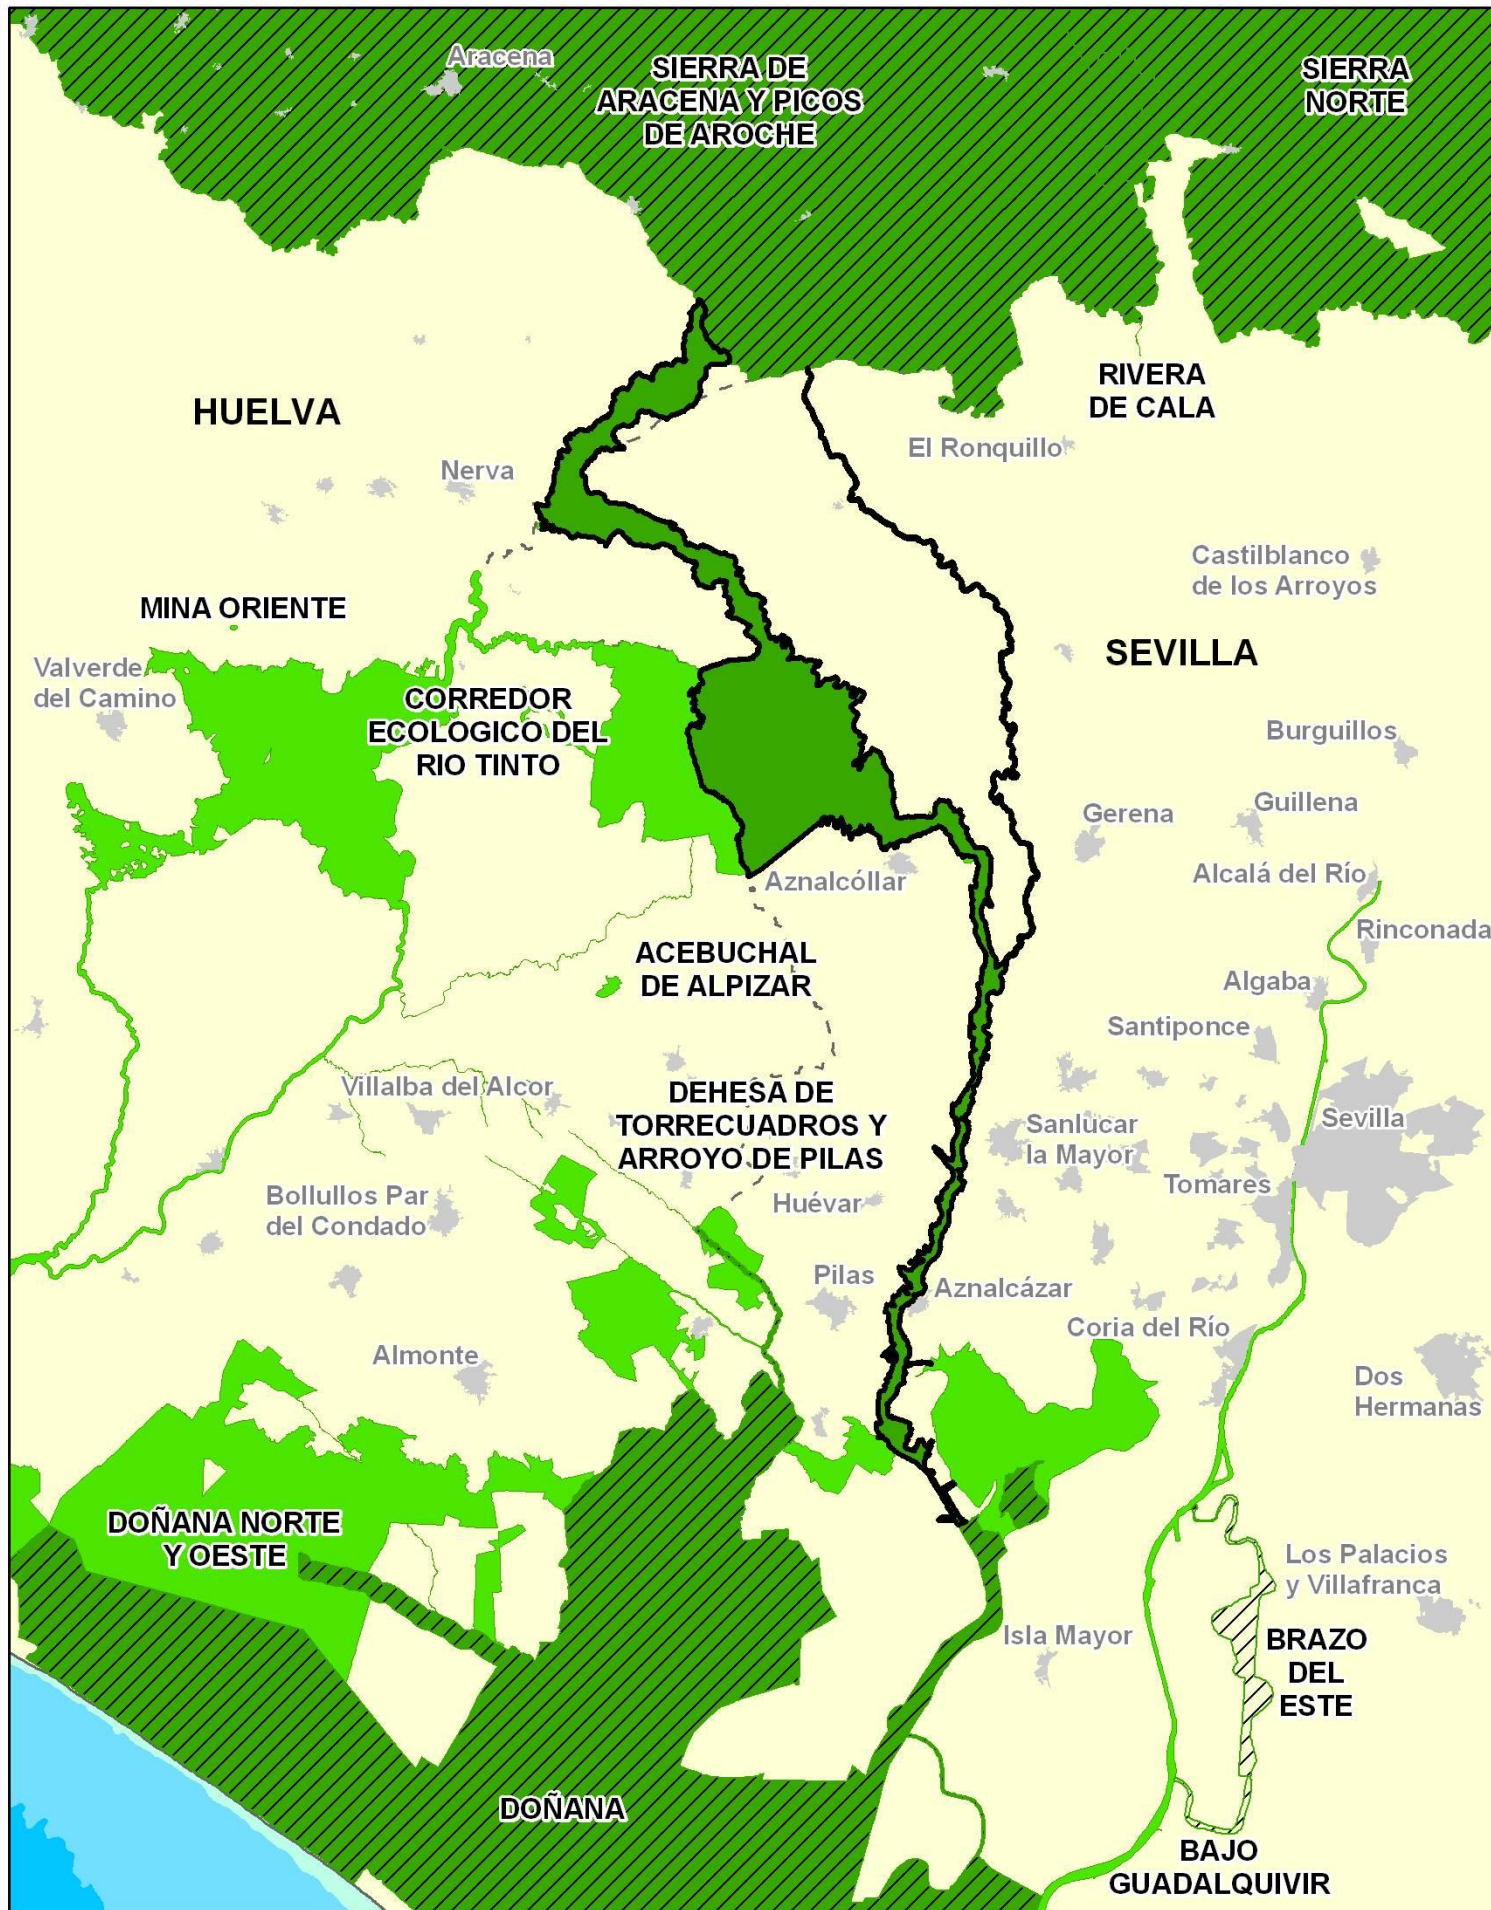 Aracena
SIERRA DE
ARACENA Y PICOS
DE AROCHE
SIERRA
NORTE
RIVERA
DE CALA
HUELVA
El Ronquillo
Nerva
Castilblanco
de los Arroyos
MINA ORIENTE
SEVILLA
Valverde
del Camino
CORREDOR
ECOLOGICO DEL
RIO TINTO
Burguillos
Gerena
Guillena
Aznalcóllar
Alcalá del Río
Rinconada
ACEBUCHAL
DE ALPIZAR
Algaba
Santiponce
Villalba del Alcor
DEHESA DE
TORRECUADROS Y
ARROYO DE PILAS
Sanlucar
la Mayor
Sevilla
Tomares
Bollullos Par
del Condado
Huévar
Pilas
Aznalcázar
Coria del Río
Almonte
Dos
Hermanas
DOÑANA NORTE
Y OESTE
Los Palacios
y Villafranca
Isla Mayor
BRAZO
DEL
ESTE
DOÑANA
BAJO
GUADALQUIVIR